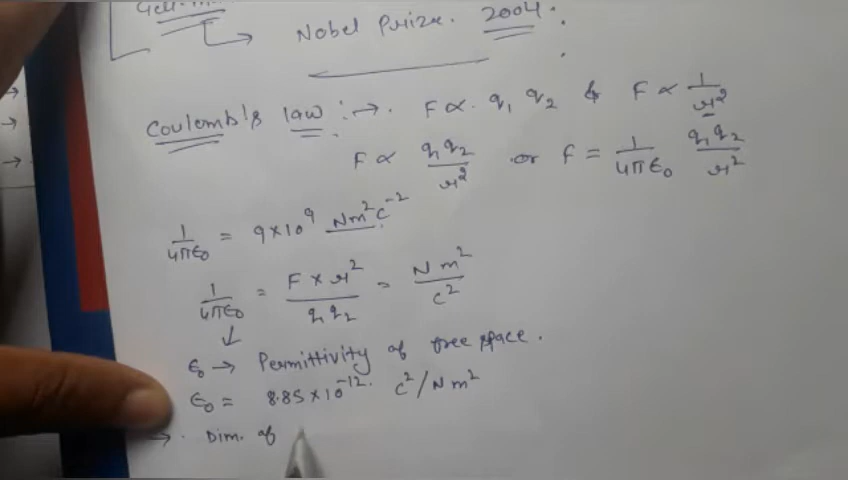 Nobel Prize. 2004.
Coulomb's law :→. F ∝ q₁ q₂ & F ∝ 1/r²
F ∝ q₁q₂/r² or F = 1/4πε₀ q₁q₂/r²
1/4πε₀ = 9×10⁹ Nm²C⁻²
1/4πε₀ = F × r²/q₁q₂ = Nm²/C²
ε₀ → Permittivity of free space.
ε₀ = 8.85×10⁻¹² C²/Nm²
→ Dim. of